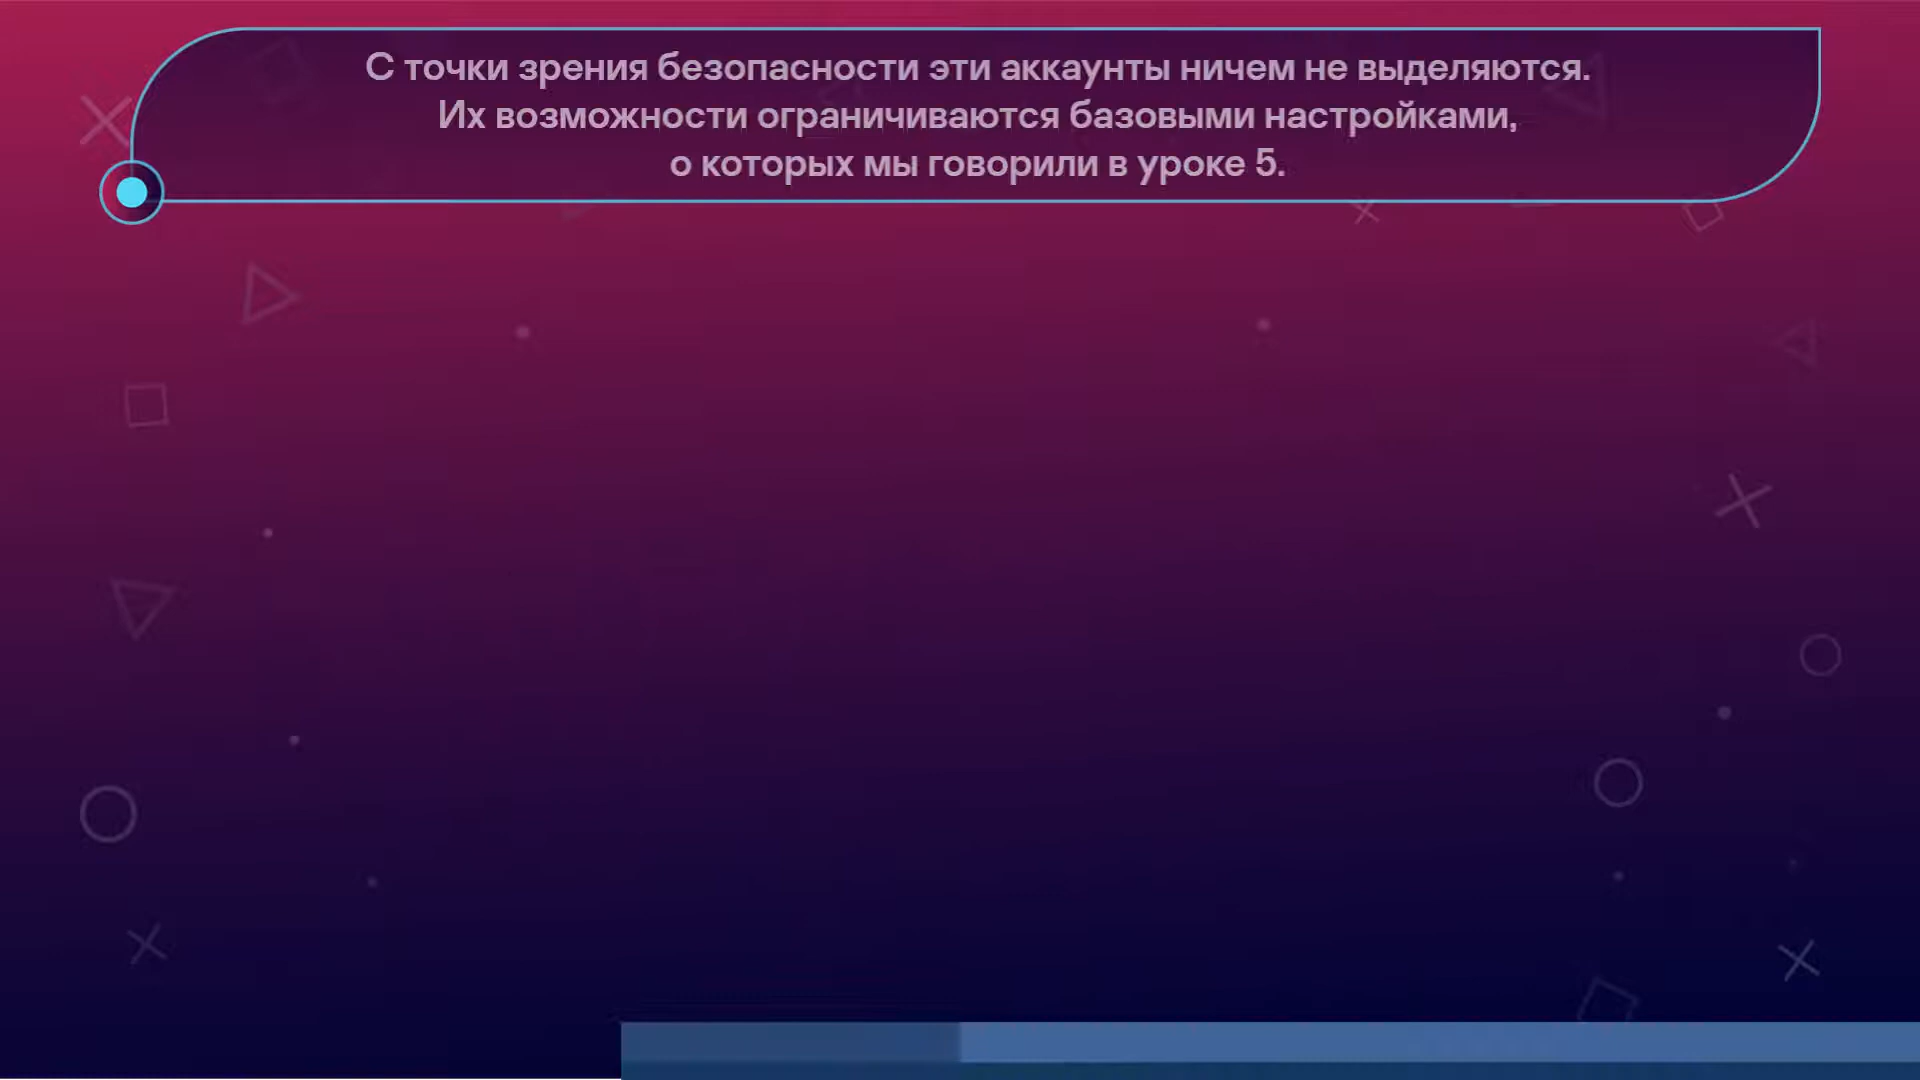 С точки зрения безопасности эти аккаунты ничем не выделяются.
Их возможности ограничиваются базовыми настройками,
о которых мы говорили в уроке 5.